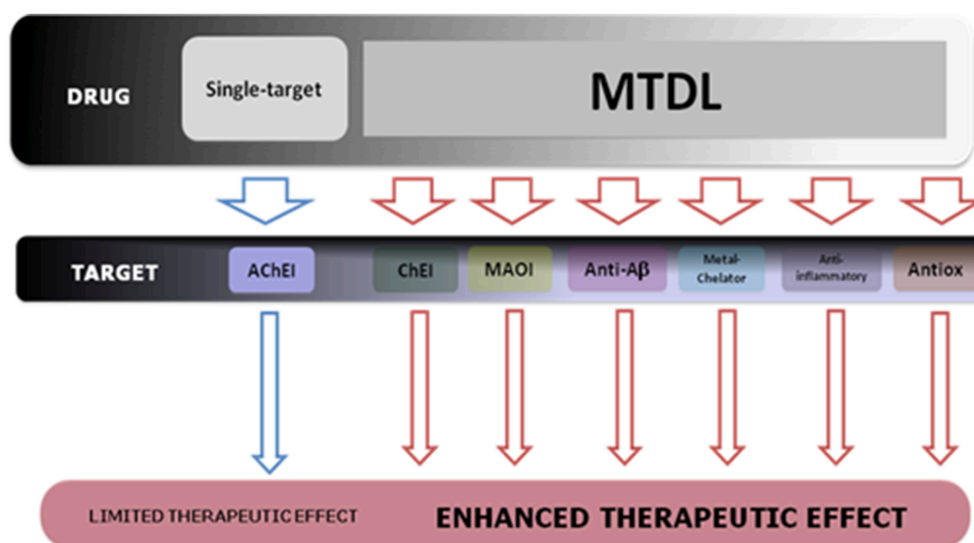 DRUG
Single-target
MTDL
TARGET
AChEI
ChEI
MAOI
Anti-Aβ
Metal-
Chelator
Anti-
inflammatory
Antiox
LIMITED THERAPEUTIC EFFECT
ENHANCED THERAPEUTIC EFFECT